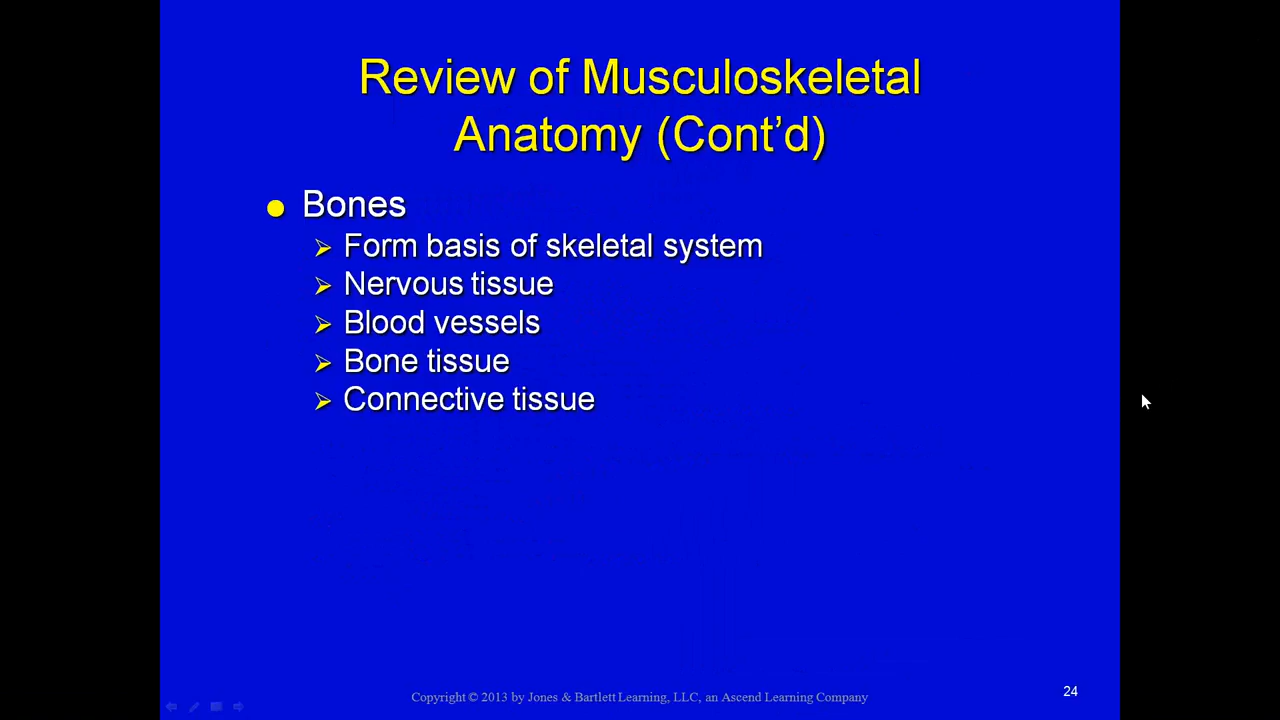 Review of Musculoskeletal
Anatomy (Cont’d)
Bones
Form basis of skeletal system
Nervous tissue
Blood vessels
Bone tissue
Connective tissue
Copyright © 2013 by Jones & Bartlett Learning, LLC, an Ascend Learning Company
24